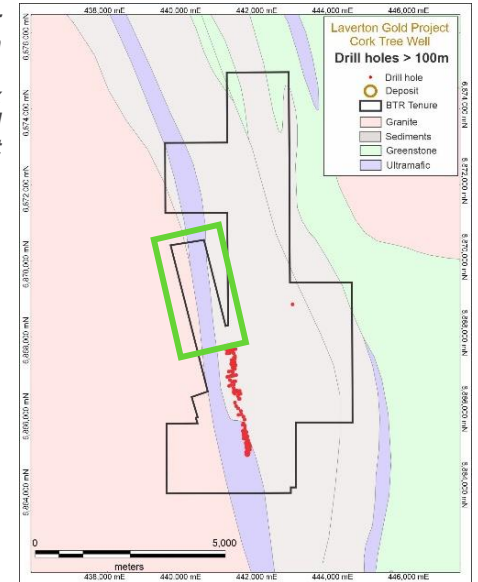 438,000 mE 440,000 mE 442,000 mE 444,000 mE 446,000 mE
Laverton Gold Project
Cork Tree Well
Drill holes > 100m
Drill hole
Deposit
BTR Tenure
Granite
Sediments
Greenstone
Ultramafic
6,876,000 mN
6,874,000 mN
6,872,000 mN
6,870,000 mN
6,868,000 mN
6,866,000 mN
6,864,000 mN
6,874,000 mN
6,872,000 mN
6,870,000 mN
6,868,000 mN
6,866,000 mN
6,864,000 mN
0 5,000
meters
438,000 mE 440,000 mE 442,000 mE 444,000 mE 446,000 mE